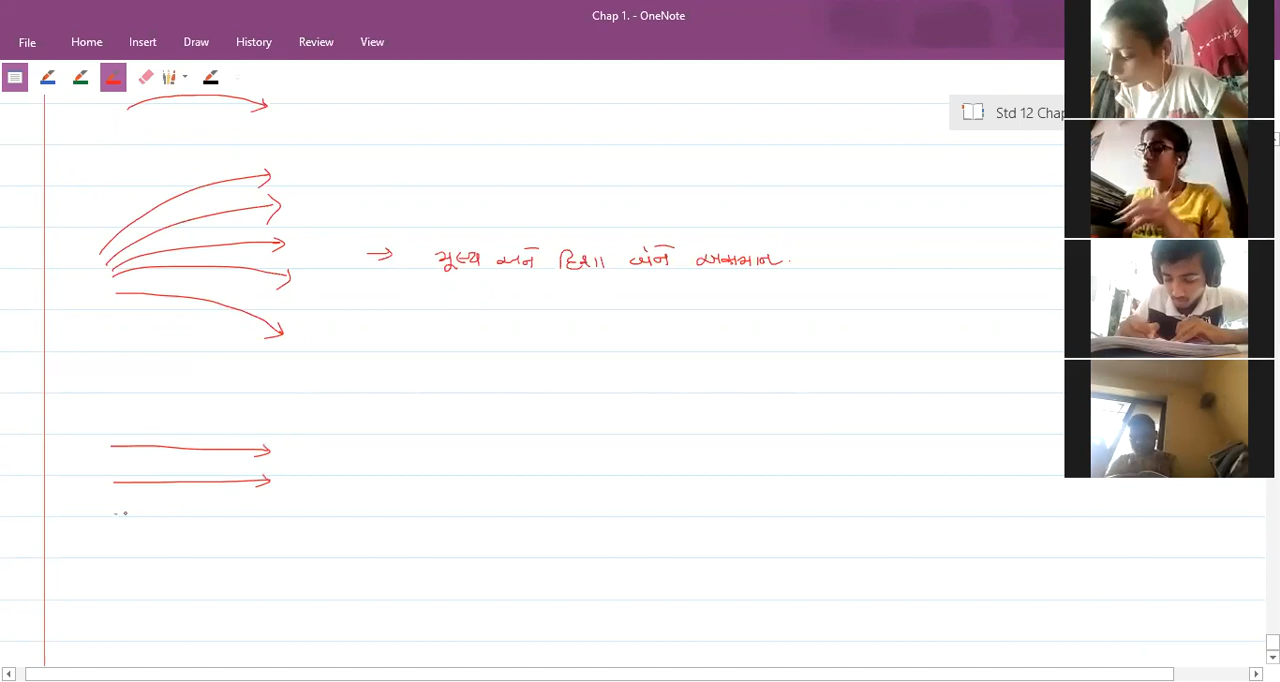 Chap 1. - OneNote
File Home Insert Draw History Review View
Std 12 Chap
→ મૂલ્ય અને દિશા બંને અસમાન.